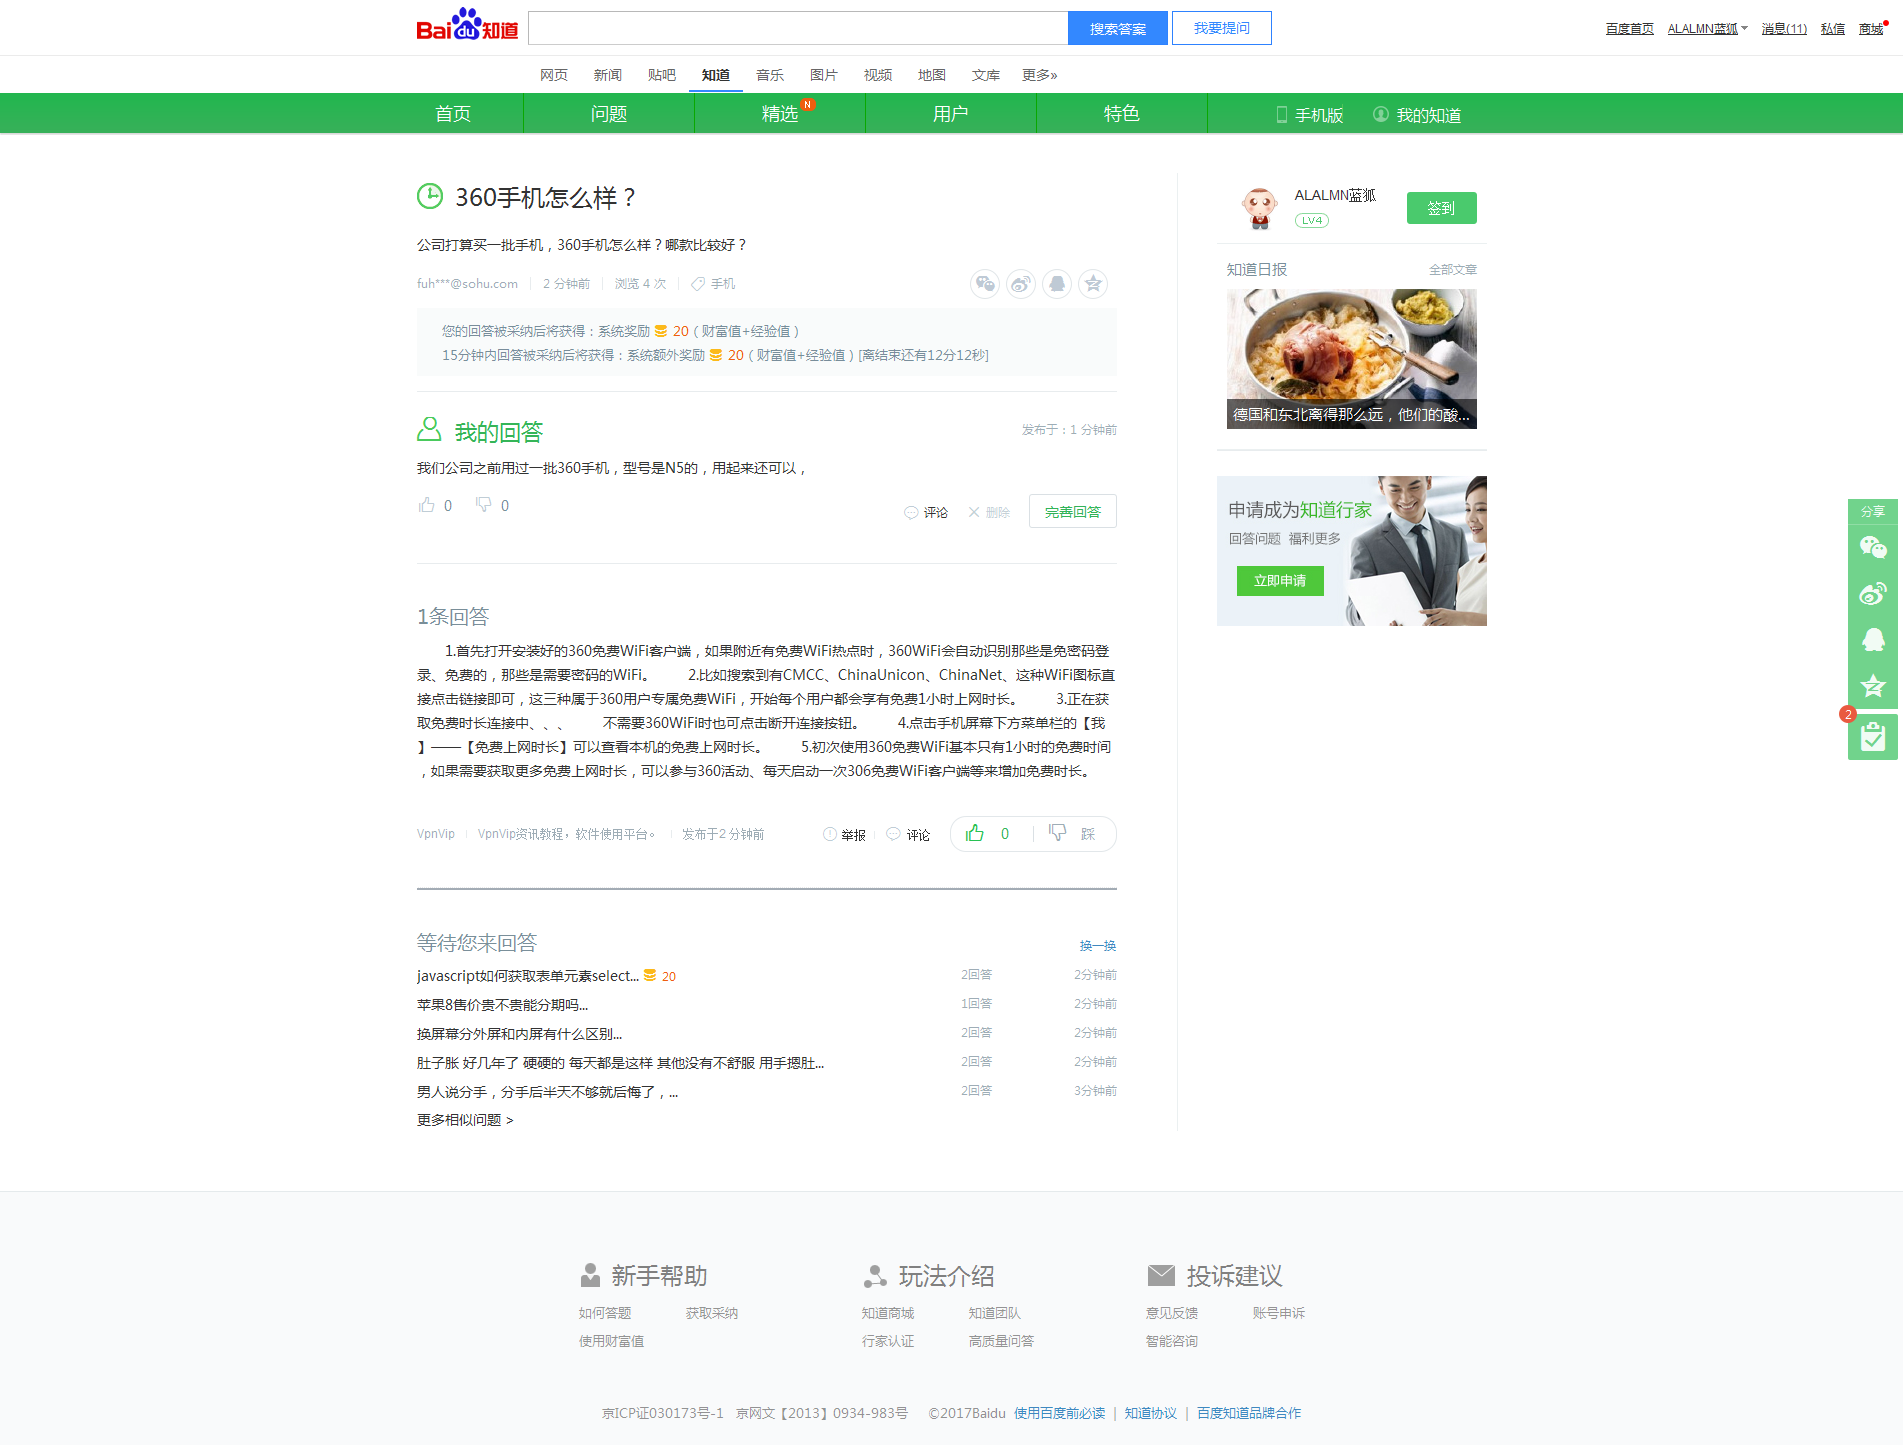 Baidu知道
搜索答案
我要提问
百度首页 ALALMN蓝狐 消息(11) 私信 商城
网页 新闻 贴吧 知道 音乐 图片 视频 地图 文库 更多»
首页 问题 精选 N 用户 特色 手机版 我的知道
360手机怎么样？
公司打算买一批手机，360手机怎么样？哪款比较好？
fuh***@sohu.com 2 分钟前 浏览 4 次 手机
您的回答被采纳后将获得：系统奖励 20（财富值+经验值）
15分钟内回答被采纳后将获得：系统额外奖励 20（财富值+经验值）[离结束还有12分12秒]
我的回答
发布于：1 分钟前
我们公司之前用过一批360手机，型号是N5的，用起来还可以，
0 0
评论 删除 完善回答
1条回答
1.首先打开安装好的360免费WiFi客户端，如果附近有免费WiFi热点时，360WiFi会自动识别那些是免密码登
录、免费的，那些是需要密码的WiFi。 2.比如搜索到有CMCC、ChinaUnicon、ChinaNet、这种WiFi图标直
接点击链接即可，这三种属于360用户专属免费WiFi，开始每个用户都会享有免费1小时上网时长。 3.正在获
取免费时长连接中、、、 不需要360WiFi时也可点击断开连接按钮。 4.点击手机屏幕下方菜单栏的【我
】——【免费上网时长】可以查看本机的免费上网时长。 5.初次使用360免费WiFi基本只有1小时的免费时间
，如果需要获取更多免费上网时长，可以参与360活动、每天启动一次306免费WiFi客户端等来增加免费时长。
VpnVip VpnVip资讯教程，软件使用平台。 发布于2 分钟前
举报 评论 0 踩
等待您来回答
换一换
javascript如何获取表单元素select... 20 2回答 2分钟前
苹果8售价贵不贵能分期吗... 1回答 2分钟前
换屏幕分外屏和内屏有什么区别... 2回答 2分钟前
肚子胀 好几年了 硬硬的 每天都是这样 其他没有不舒服 用手摁肚... 2回答 2分钟前
男人说分手，分手后半天不够就后悔了，... 2回答 3分钟前
更多相似问题 >
ALALMN蓝狐
LV4
签到
知道日报
全部文章
德国和东北离得那么远，他们的酸...
申请成为知道行家
回答问题 福利更多
立即申请
分享
2
新手帮助
如何答题 获取采纳
使用财富值
玩法介绍
知道商城 知道团队
行家认证 高质量问答
投诉建议
意见反馈 账号申诉
智能咨询
京ICP证030173号-1 京网文【2013】0934-983号 ©2017Baidu 使用百度前必读 | 知道协议 | 百度知道品牌合作